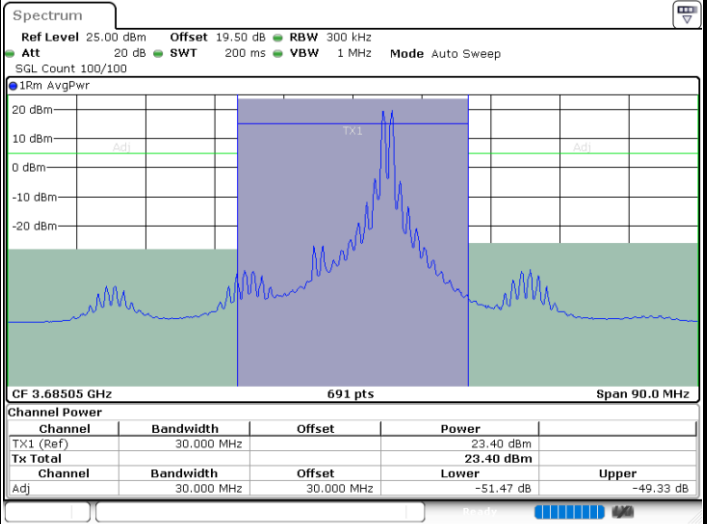 Spectrum
Ref Level 25.00 dBm Offset 19.50 dB RBW 300 kHz
Att 20 dB SWT 200 ms VBW 1 MHz Mode Auto Sweep
SGL Count 100/100
1Rm AvgPwr
20 dBm
TX1
10 dBm
Adj Adj
0 dBm
-10 dBm
-20 dBm
CF 3.68505 GHz 691 pts Span 90.0 MHz
Channel Power
Channel Bandwidth Offset Power
TX1 (Ref) 30.000 MHz 23.40 dBm
Tx Total 23.40 dBm
Channel Bandwidth Offset Lower Upper
Adj 30.000 MHz 30.000 MHz -51.47 dB -49.33 dB
Ready